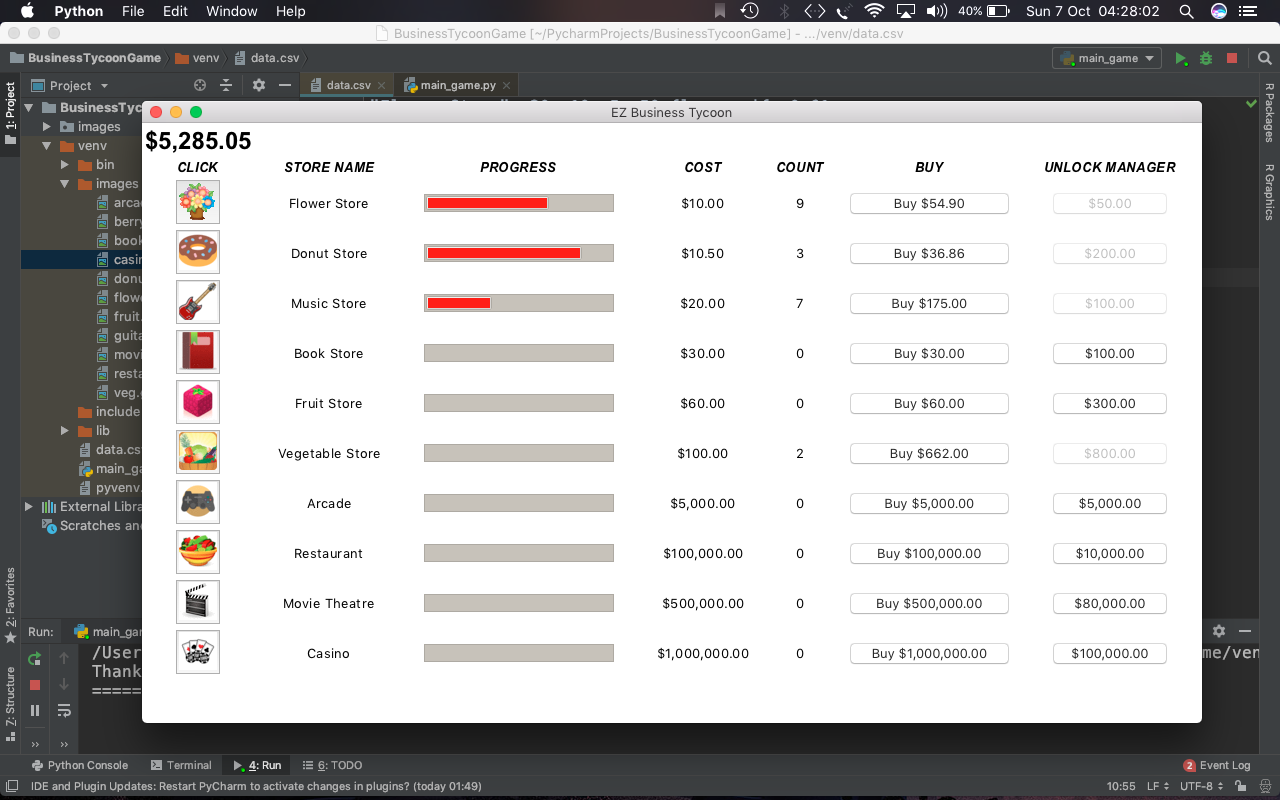 Python File Edit Window Help 40% Sun 7 Oct 04:28:02
BusinessTycoonGame [~/PycharmProjects/BusinessTycoonGame] - .../venv/data.csv
BusinessTycoonGame venv data.csv main_game
Project data.csv main_game.py
1: Project
BusinessTyc
images
venv
bin
images
arca
berry
book
casin
donu
flowe
fruit.
guita
movi
resta
veg.g
include
lib
data.cs
main_ga
pyvenv.
External Libra
Scratches and
R Packages
R Graphics
EZ Business Tycoon
$5,285.05
CLICK STORE NAME PROGRESS COST COUNT BUY UNLOCK MANAGER
Flower Store $10.00 9 Buy $54.90 $50.00
Donut Store $10.50 3 Buy $36.86 $200.00
Music Store $20.00 7 Buy $175.00 $100.00
Book Store $30.00 0 Buy $30.00 $100.00
Fruit Store $60.00 0 Buy $60.00 $300.00
Vegetable Store $100.00 2 Buy $662.00 $800.00
Arcade $5,000.00 0 Buy $5,000.00 $5,000.00
Restaurant $100,000.00 0 Buy $100,000.00 $10,000.00
Movie Theatre $500,000.00 0 Buy $500,000.00 $80,000.00
Casino $1,000,000.00 0 Buy $1,000,000.00 $100,000.00
2: Favorites
Z: Structure
Run: main_gam
/User ome/ven
Thank
=====
Python Console Terminal 4: Run 6: TODO 2 Event Log
IDE and Plugin Updates: Restart PyCharm to activate changes in plugins? (today 01:49) 10:55 LF UTF-8